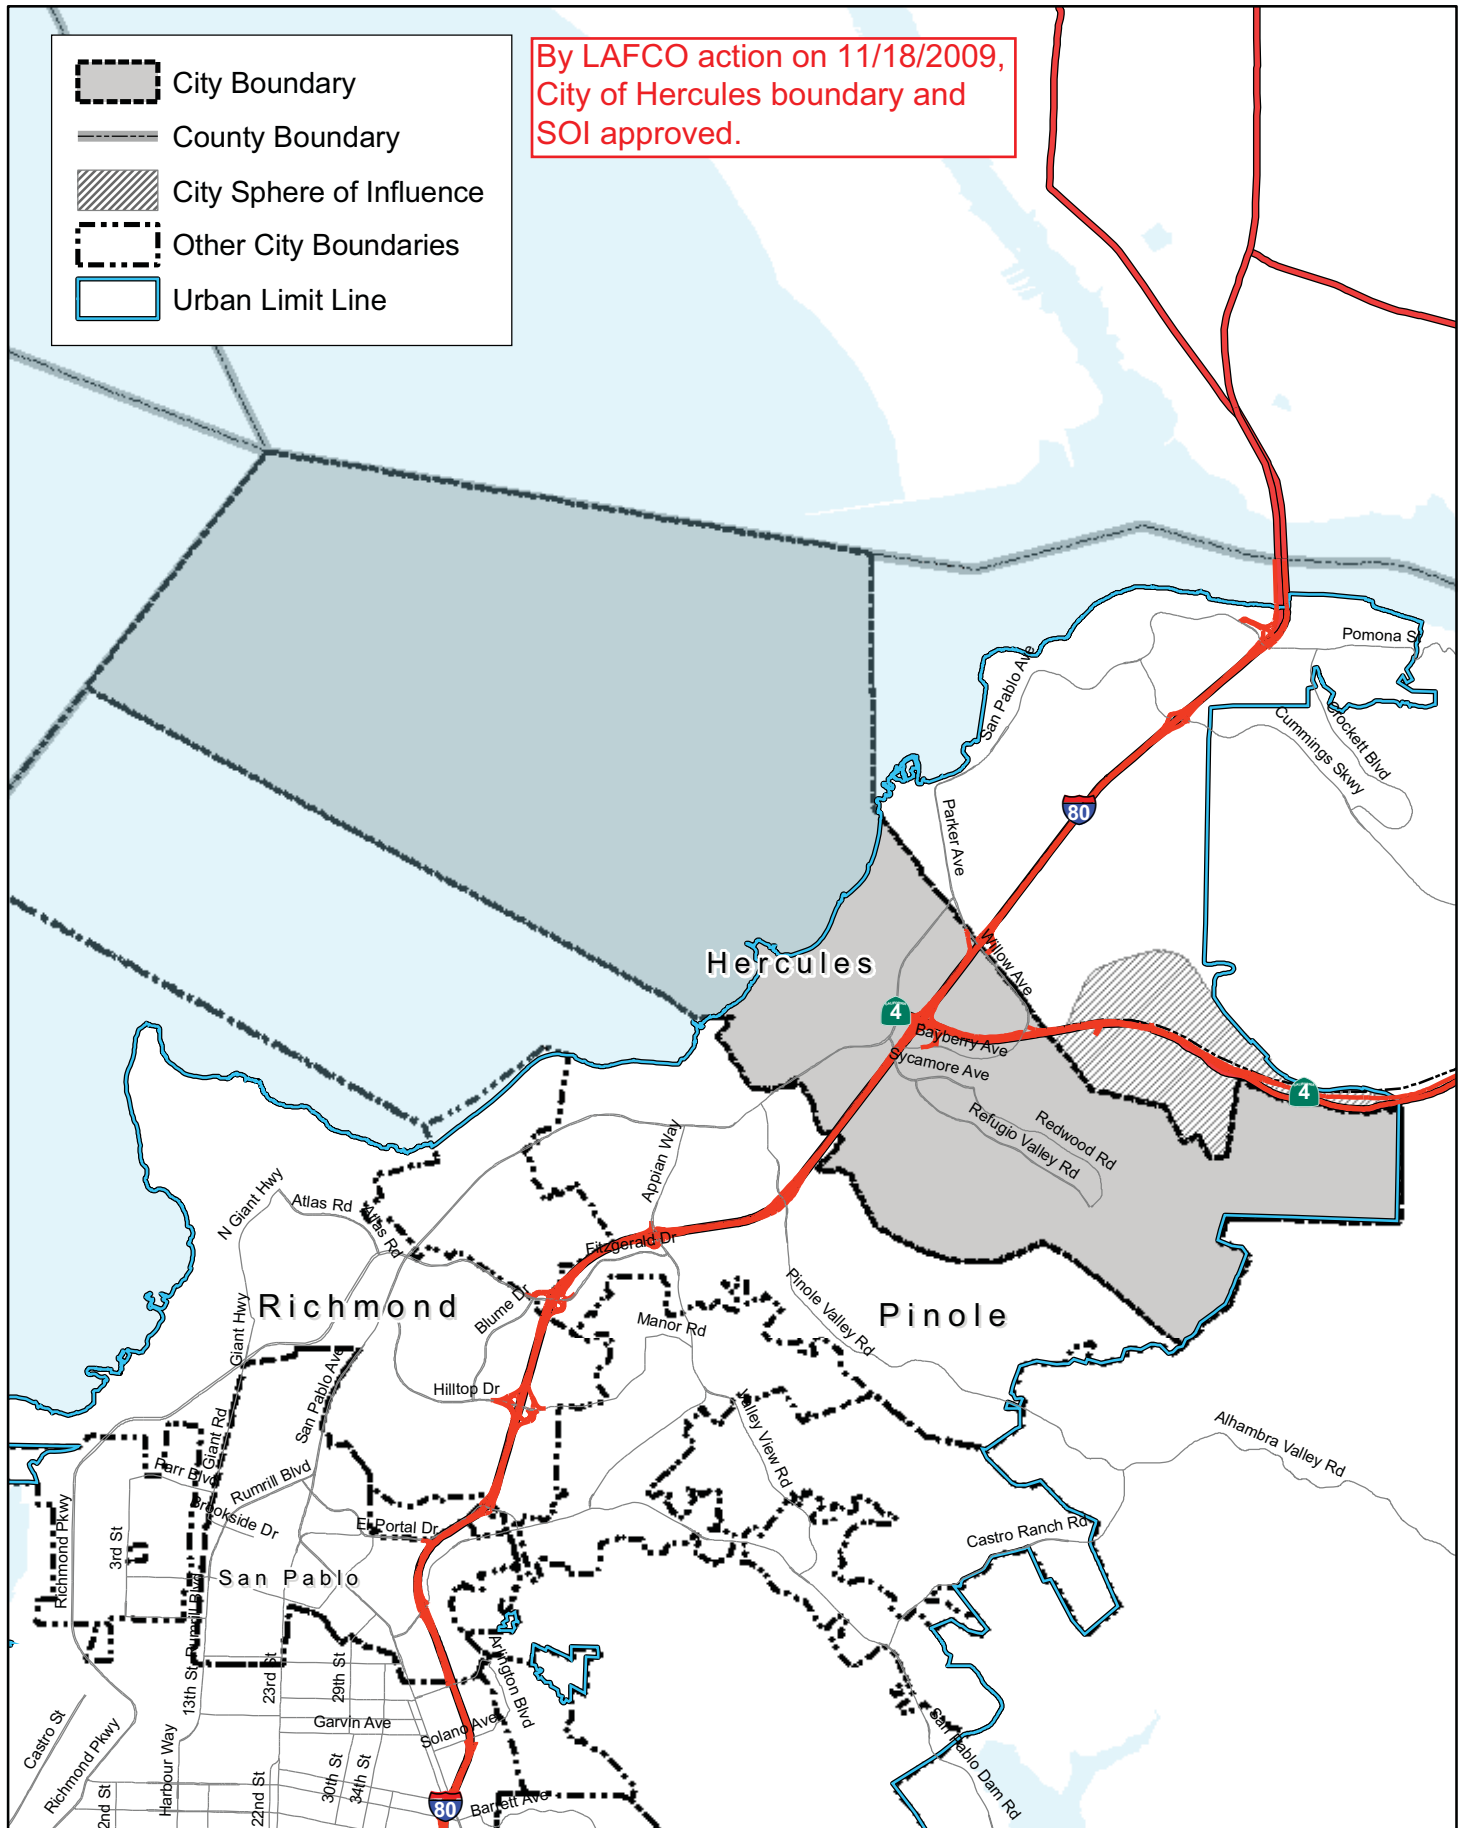 City Boundary
County Boundary
City Sphere of Influence
Other City Boundaries
Urban Limit Line
By LAFCO action on 11/18/2009,
City of Hercules boundary and
SOI approved.
Pomona St
San Pablo Ave
Crockett Blvd
Cummings Skwy
80
Parker Ave
Willow Ave
Hercules
4
Bayberry Ave
Sycamore Ave
4
Redwood Rd
Refugio Valley Rd
Appian Way
N Giant Hwy
Atlas Rd
Atlas Rd
Fitzgerald Dr
Richmond
Blume Dr
Pinole Valley Rd
Pinole
Giant Hwy
Manor Rd
San Pablo Ave
Hilltop Dr
Valley View Rd
Alhambra Valley Rd
Giant Rd
Parr Blvd
Rumrill Blvd
Brookside Dr
El Portal Dr
Richmond Pkwy
3rd St
Castro Ranch Rd
San Pablo
Rumrill Blvd
13th St
23rd St
29th St
Arlington Blvd
Garvin Ave
Solano Ave
Castro St
Richmond Pkwy
Harbour Way
San Pablo Dam Rd
30th St
34th St
2nd St
22nd St
80
Barrett Ave